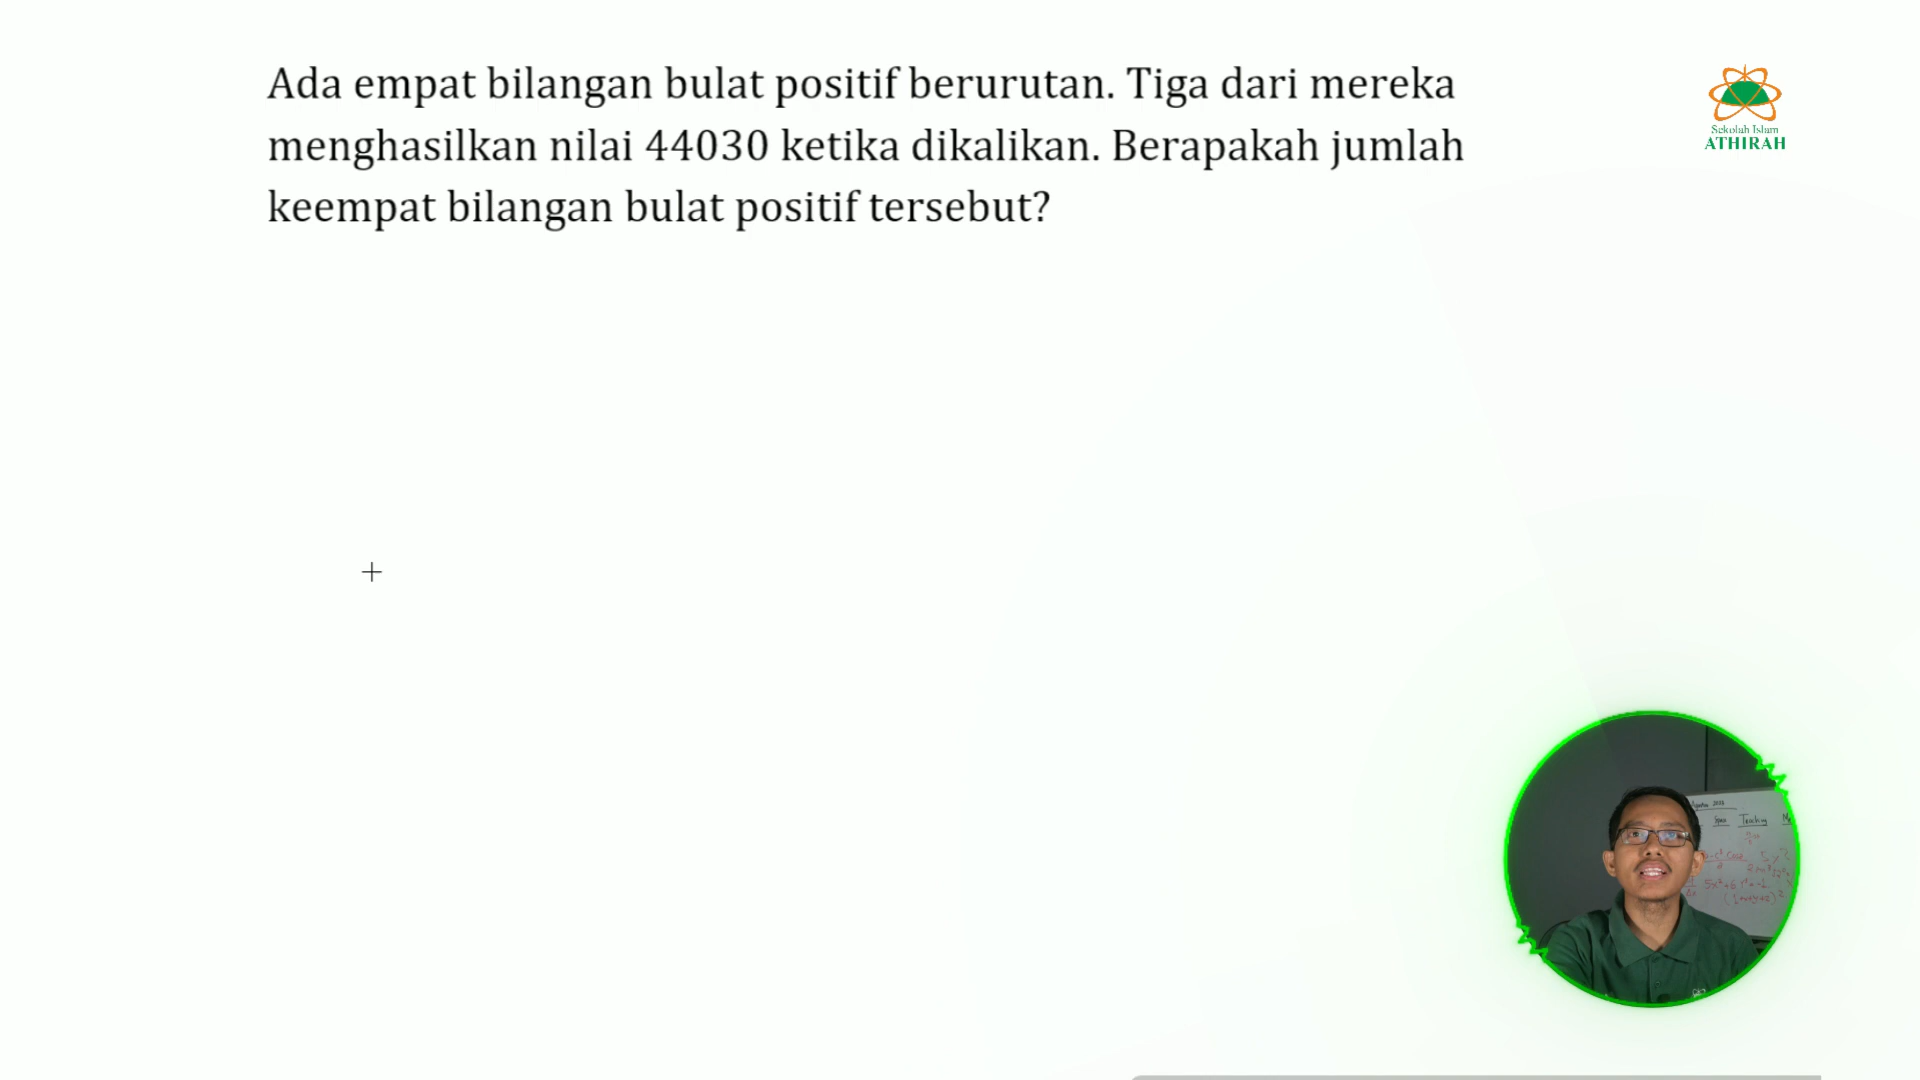 Ada empat bilangan bulat positif berurutan. Tiga dari mereka
menghasilkan nilai 44030 ketika dikalikan. Berapakah jumlah
keempat bilangan bulat positif tersebut?
Sekolah Islam
ATHIRAH
Teaching